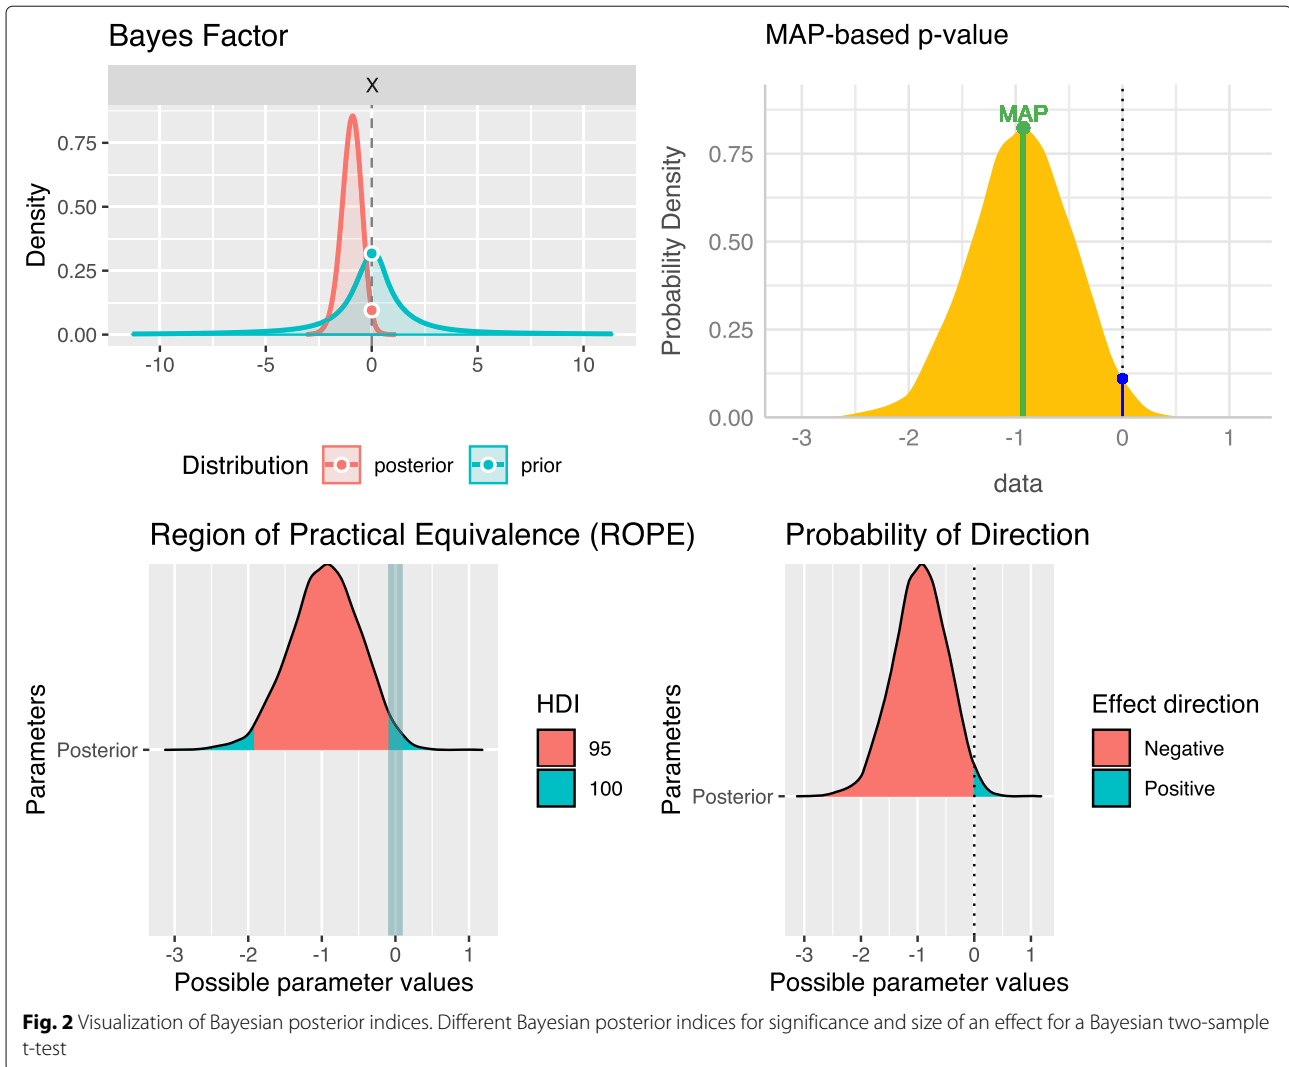 Bayes Factor
X
Density
0.75
0.50
0.25
0.00
-10 -5 0 5 10
Distribution posterior prior
MAP-based p-value
MAP
Probability Density
0.75
0.50
0.25
0.00
-3 -2 -1 0 1
data
Region of Practical Equivalence (ROPE)
Parameters
Posterior
-3 -2 -1 0 1
Possible parameter values
HDI
95
100
Probability of Direction
Parameters
Posterior
-3 -2 -1 0 1
Possible parameter values
Effect direction
Negative
Positive
Fig. 2 Visualization of Bayesian posterior indices. Different Bayesian posterior indices for significance and size of an effect for a Bayesian two-sample
t-test